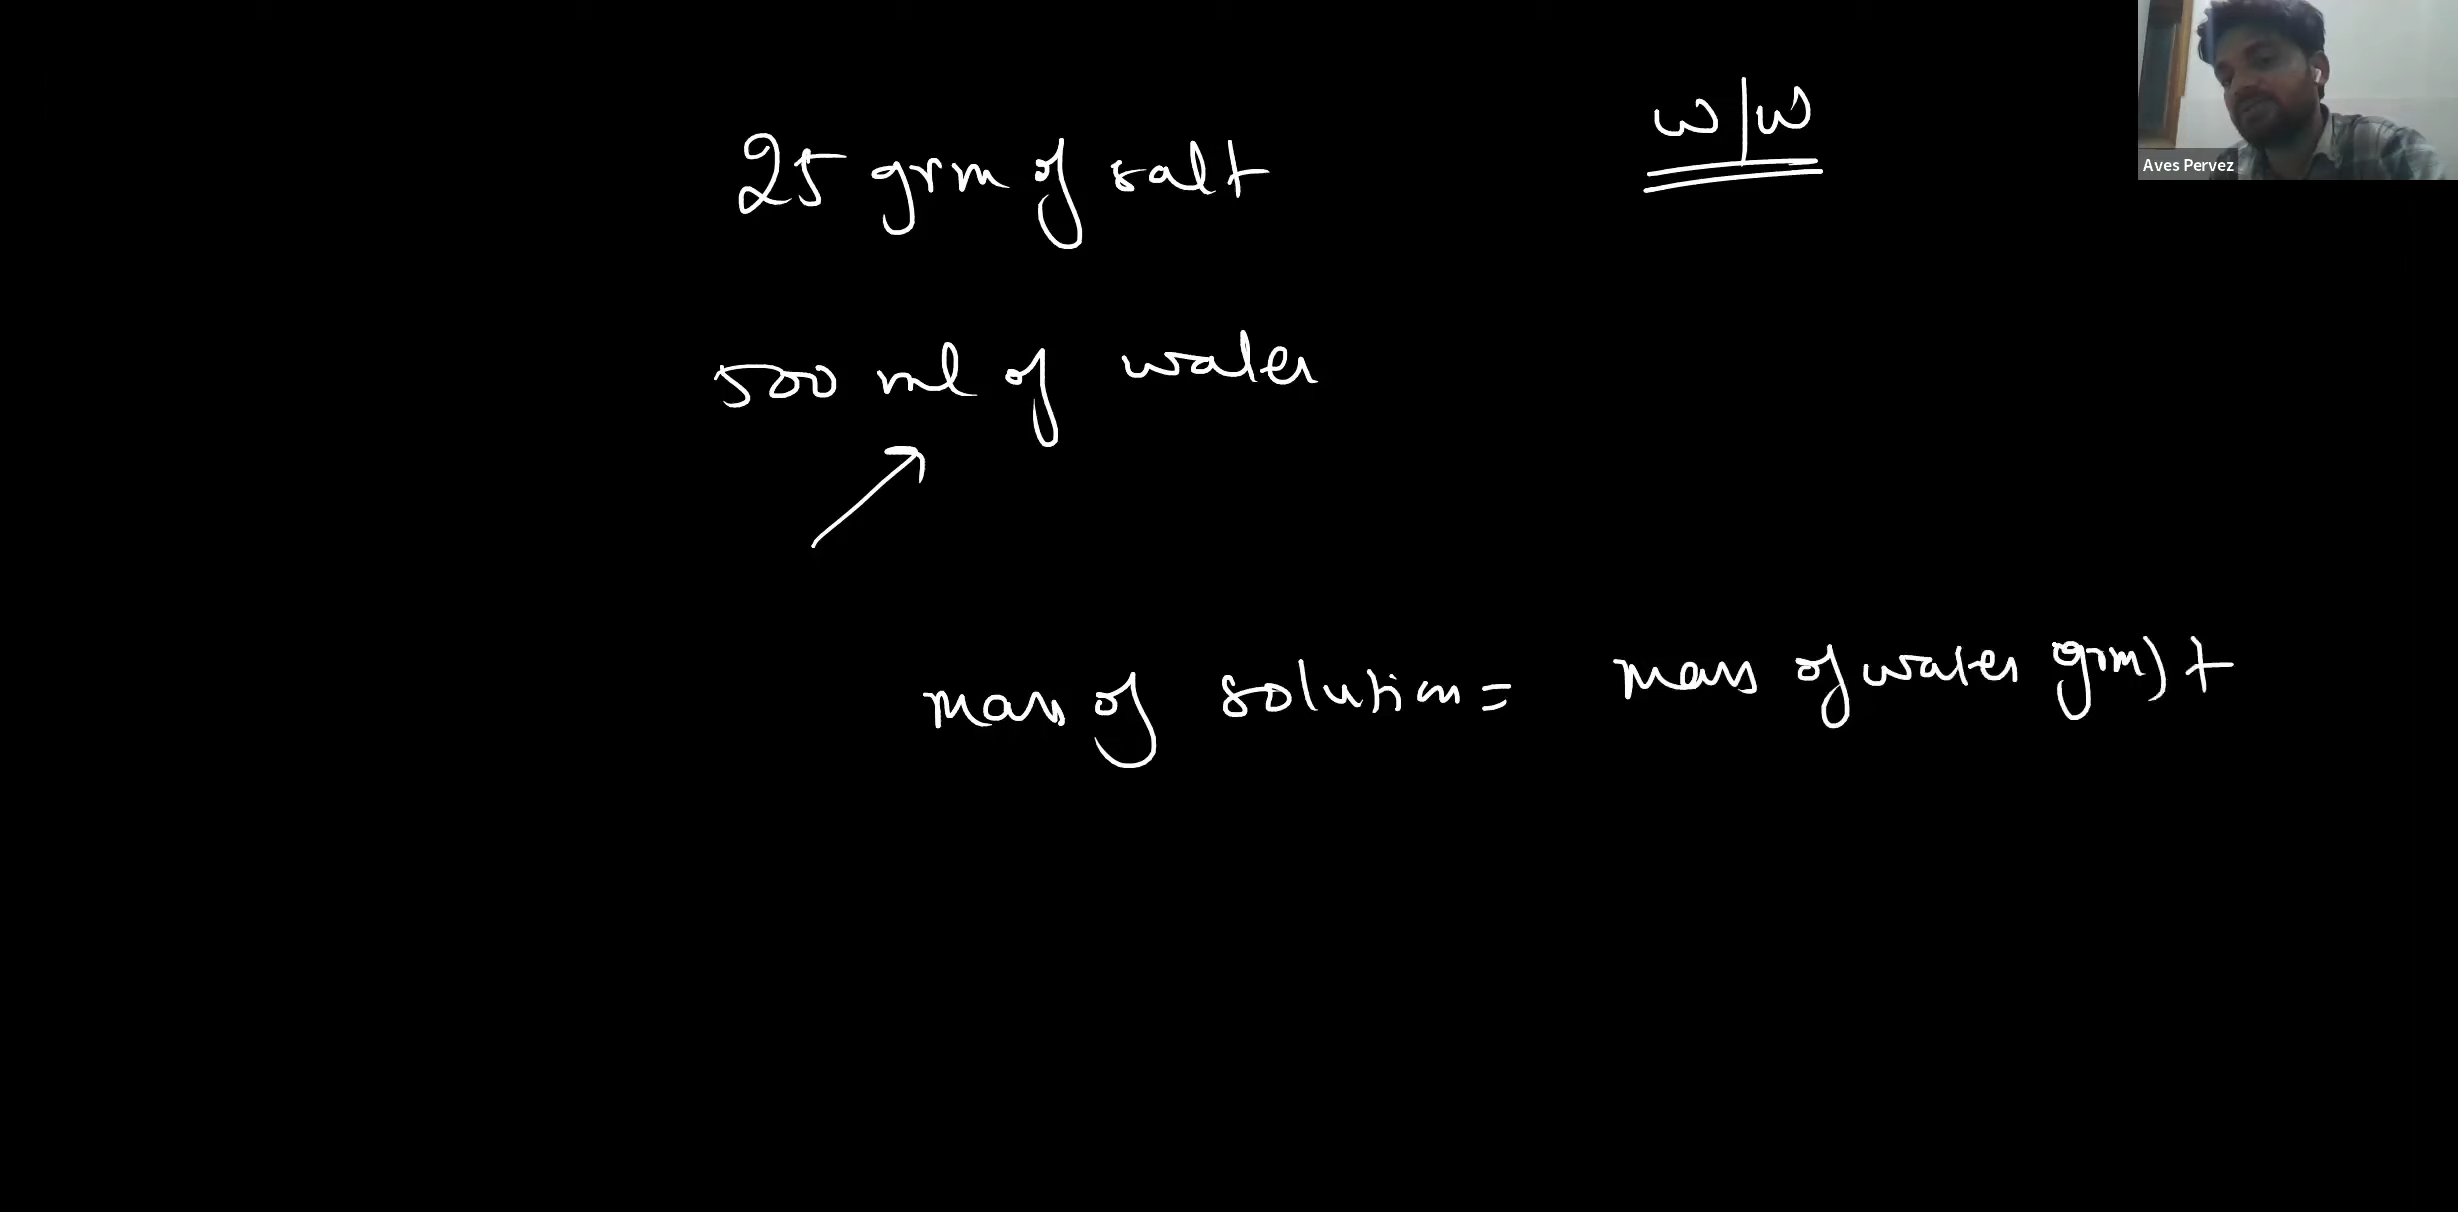 w/w
Aves Pervez
25 grm of salt
500 ml of water
mass of solution = mass of water grm) +